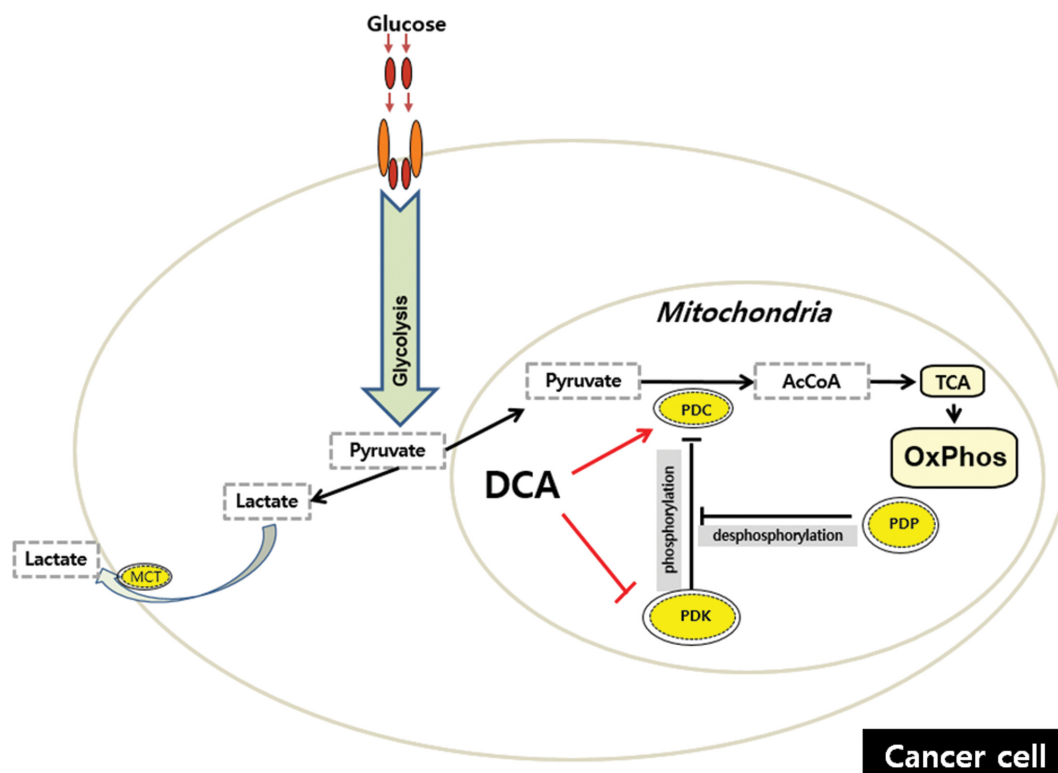 Glucose
Glycolysis
Mitochondria
Pyruvate
AcCoA
TCA
PDC
OxPhos
Pyruvate
DCA
Lactate
phosphorylation
PDP
desphosphorylation
Lactate
MCT
PDK
Cancer cell